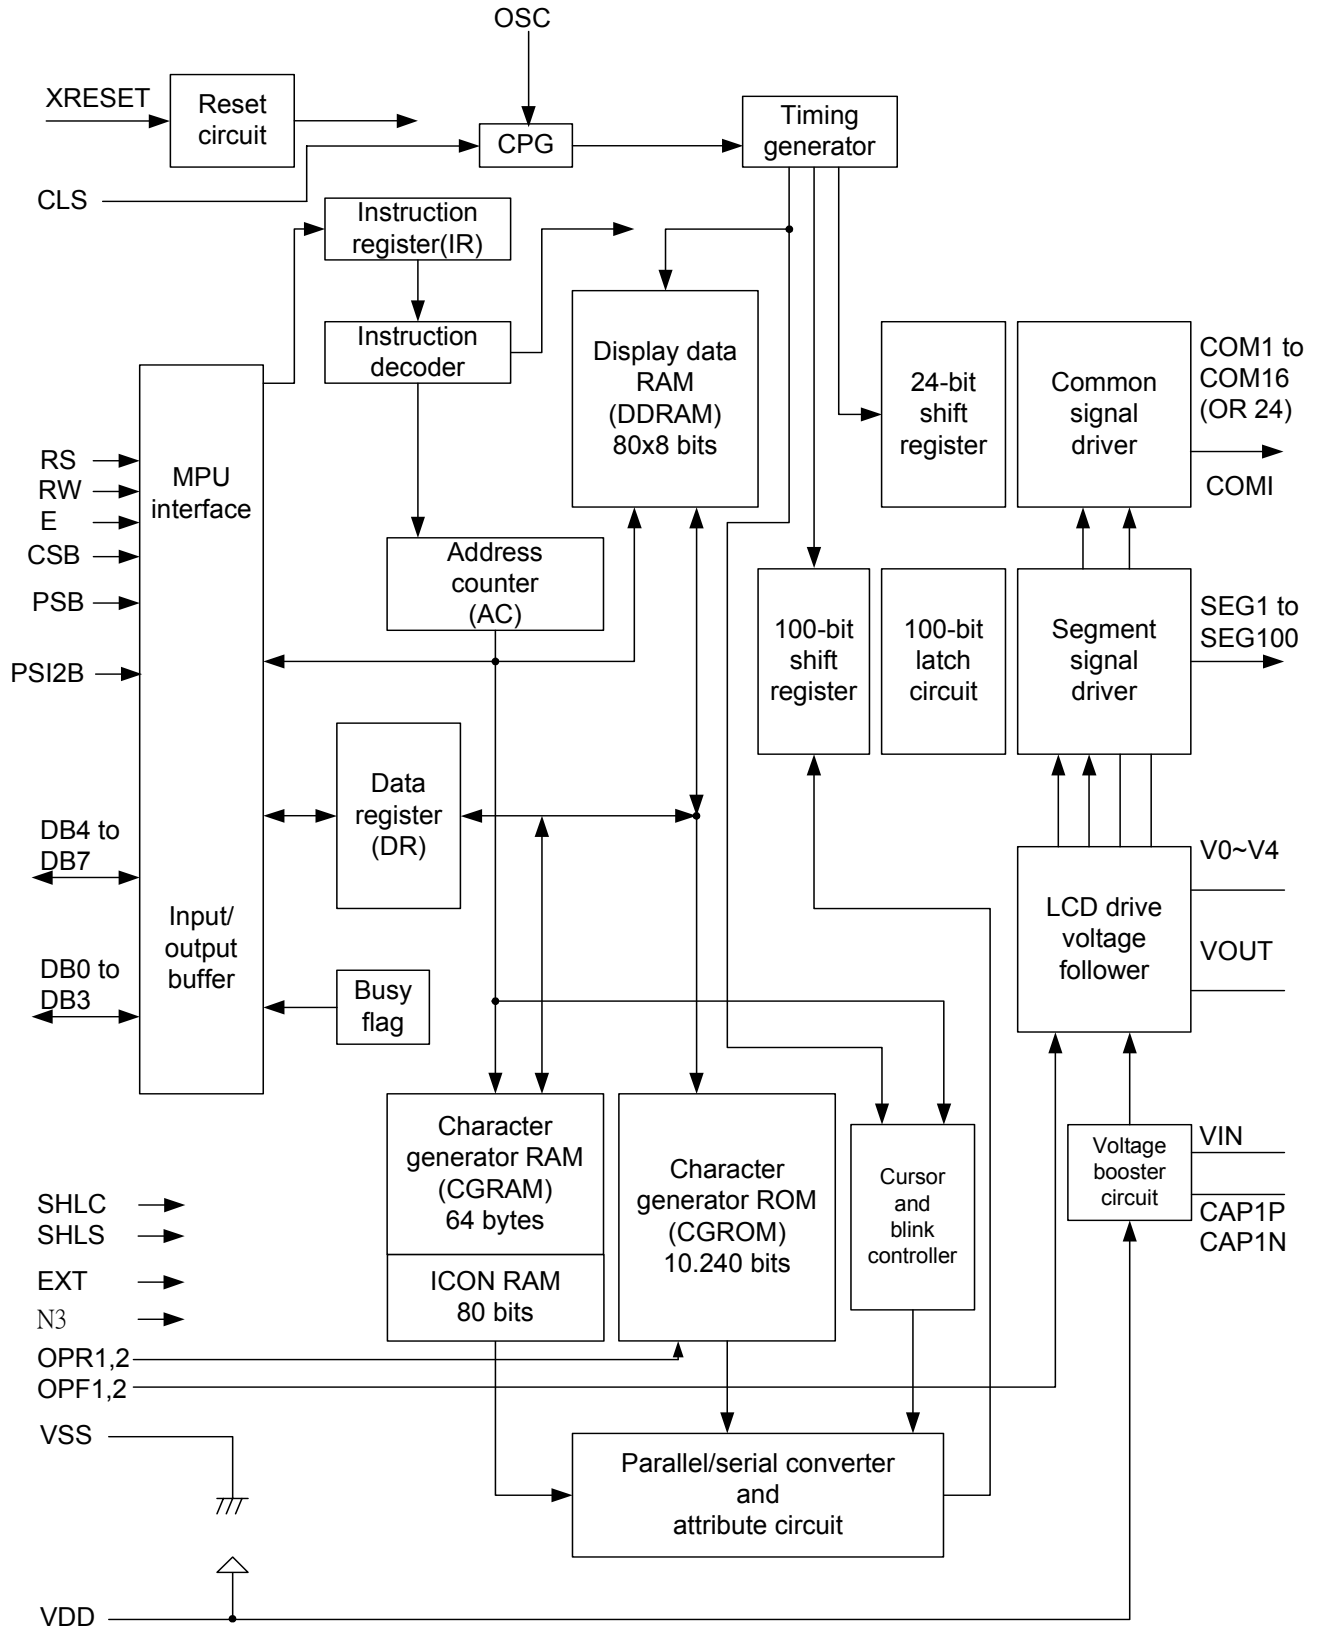 OSC
XRESET
Reset
circuit
CPG
Timing
generator
CLS
Instruction
register(IR)
Instruction
decoder
Display data
RAM
(DDRAM)
80x8 bits
24-bit
shift
register
Common
signal
driver
COM1 to
COM16
(OR 24)
COMI
RS
RW
E
CSB
PSB
PSI2B
MPU
interface
Address
counter
(AC)
100-bit
shift
register
100-bit
latch
circuit
Segment
signal
driver
SEG1 to
SEG100
Data
register
(DR)
DB4 to
DB7
DB0 to
DB3
Input/
output
buffer
Busy
flag
LCD drive
voltage
follower
V0~V4
VOUT
Character
generator RAM
(CGRAM)
64 bytes
ICON RAM
80 bits
Character
generator ROM
(CGROM)
10.240 bits
Cursor
and
blink
controller
Voltage
booster
circuit
VIN
CAP1P
CAP1N
SHLC
SHLS
EXT
N3
OPR1,2
OPF1,2
VSS
Parallel/serial converter
and
attribute circuit
VDD